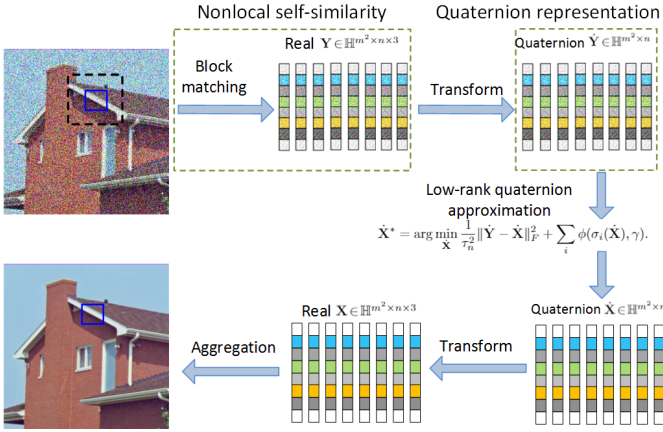 Nonlocal self-similarity
Quaternion representation
Real Y∈ℍ^{m²×n×3}
Quaternion Ẏ∈ℍ^{m²×n}
Block
matching
Transform
Low-rank quaternion
approximation
Ẋ* = arg min_Ẋ 1/τ_n² ‖Ẏ − Ẋ‖_F² + ∑_i φ(σ_i(Ẋ), γ).
Real X∈ℍ^{m²×n×3}
Quaternion Ẋ∈ℍ^{m²×n}
Aggregation
Transform